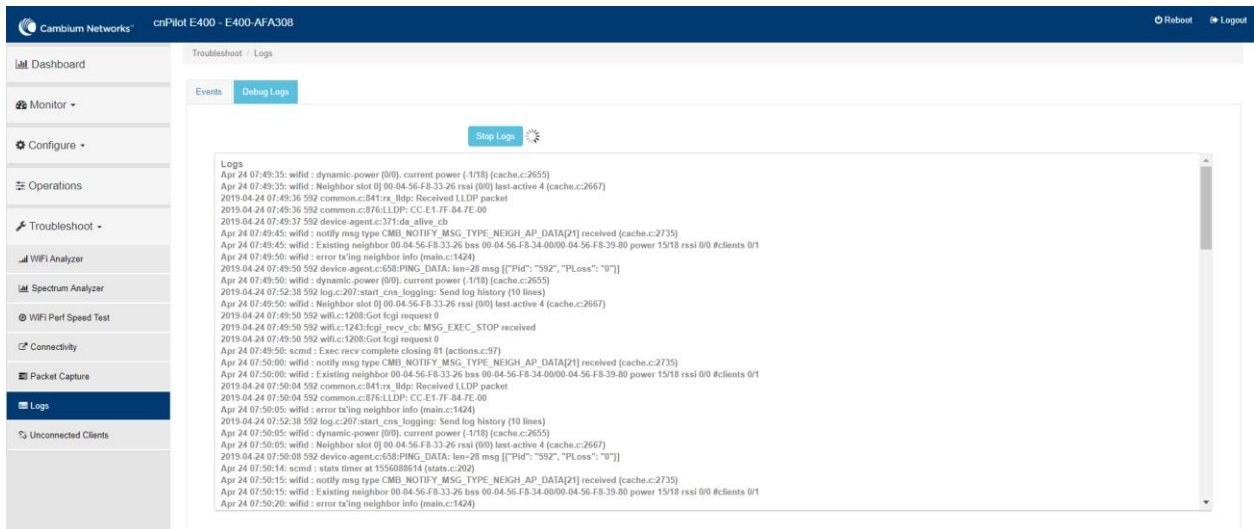 Cambium Networks™
cnPilot E400 - E400-AFA308
Reboot
Logout
Dashboard
Monitor
Configure
Operations
Troubleshoot
WiFi Analyzer
Spectrum Analyzer
WiFi Perf Speed Test
Connectivity
Packet Capture
Logs
Unconnected Clients
Troubleshoot / Logs
Events
Debug Logs
Stop Logs
Logs
Apr 24 07:49:35: wifid : dynamic-power (0/0). current power (-1/18) (cache.c:2655)
Apr 24 07:49:35: wifid : Neighbor slot 0] 00-04-56-F8-33-26 rssi (0/0) last-active 4 (cache.c:2667)
2019-04-24 07:49:36 592 common.c:841:rx_lldp: Received LLDP packet
2019-04-24 07:49:36 592 common.c:876:LLDP: CC-E1-7F-84-7E-00
2019-04-24 07:49:37 592 device-agent.c:371:da_alive_cb
Apr 24 07:49:45: wifid : notify msg type CMB_NOTIFY_MSG_TYPE_NEIGH_AP_DATA[21] received (cache.c:2735)
Apr 24 07:49:45: wifid : Existing neighbor 00-04-56-F8-33-26 bss 00-04-56-F8-34-00/00-04-56-F8-39-80 power 15/18 rssi 0/0 #clients 0/1
Apr 24 07:49:50: wifid : error tx'ing neighbor info (main.c:1424)
2019-04-24 07:49:50 592 device-agent.c:658:PING_DATA: len=28 msg [{"Pid": "592", "PLoss": "0"}]
Apr 24 07:49:50: wifid : dynamic-power (0/0). current power (-1/18) (cache.c:2655)
2019-04-24 07:52:38 592 log.c:207:start_cns_logging: Send log history (10 lines)
Apr 24 07:49:50: wifid : Neighbor slot 0] 00-04-56-F8-33-26 rssi (0/0) last-active 4 (cache.c:2667)
2019-04-24 07:49:50 592 wifi.c:1208:Got fcgi request 0
2019-04-24 07:49:50 592 wifi.c:1243:fcgi_recv_cb: MSG_EXEC_STOP received
2019-04-24 07:49:50 592 wifi.c:1208:Got fcgi request 0
Apr 24 07:49:50: scmd : Exec recv complete closing 81 (actions.c:97)
Apr 24 07:50:00: wifid : notify msg type CMB_NOTIFY_MSG_TYPE_NEIGH_AP_DATA[21] received (cache.c:2735)
Apr 24 07:50:00: wifid : Existing neighbor 00-04-56-F8-33-26 bss 00-04-56-F8-34-00/00-04-56-F8-39-80 power 15/18 rssi 0/0 #clients 0/1
2019-04-24 07:50:04 592 common.c:841:rx_lldp: Received LLDP packet
2019-04-24 07:50:04 592 common.c:876:LLDP: CC-E1-7F-84-7E-00
Apr 24 07:50:05: wifid : error tx'ing neighbor info (main.c:1424)
2019-04-24 07:52:38 592 log.c:207:start_cns_logging: Send log history (10 lines)
Apr 24 07:50:05: wifid : dynamic-power (0/0). current power (-1/18) (cache.c:2655)
Apr 24 07:50:05: wifid : Neighbor slot 0] 00-04-56-F8-33-26 rssi (0/0) last-active 4 (cache.c:2667)
2019-04-24 07:50:08 592 device-agent.c:658:PING_DATA: len=28 msg [{"Pid": "592", "PLoss": "0"}]
Apr 24 07:50:14: scmd : stats timer at 1556088614 (stats.c:202)
Apr 24 07:50:15: wifid : notify msg type CMB_NOTIFY_MSG_TYPE_NEIGH_AP_DATA[21] received (cache.c:2735)
Apr 24 07:50:15: wifid : Existing neighbor 00-04-56-F8-33-26 bss 00-04-56-F8-34-00/00-04-56-F8-39-80 power 15/18 rssi 0/0 #clients 0/1
Apr 24 07:50:20: wifid : error tx'ing neighbor info (main.c:1424)